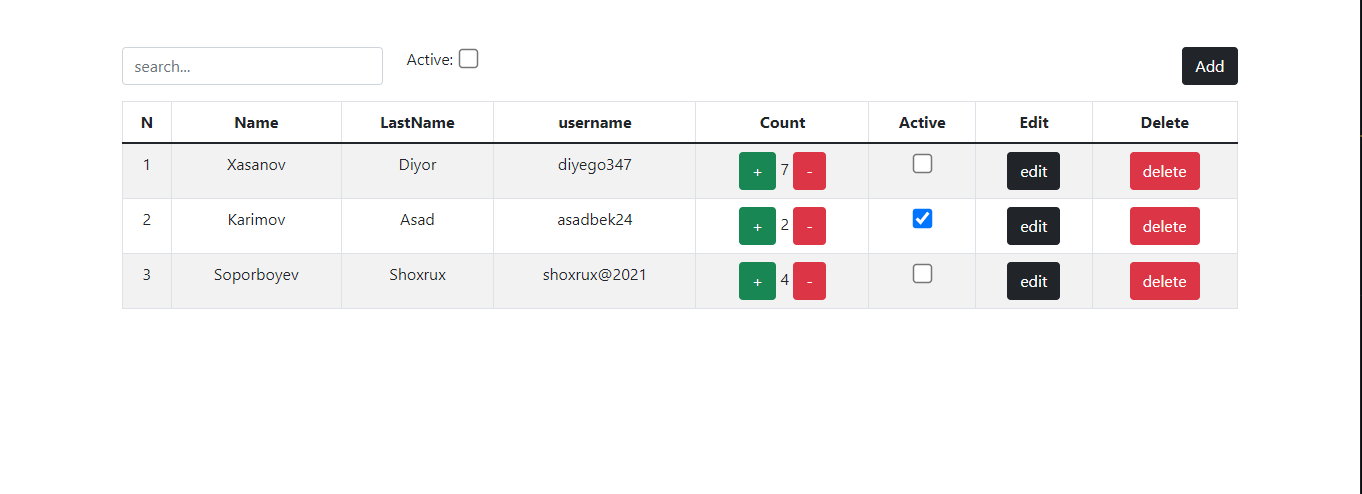 search... Active: Add
N Name LastName username Count Active Edit Delete
1 Xasanov Diyor diyego347 + 7 - edit delete
2 Karimov Asad asadbek24 + 2 - edit delete
3 Soporboyev Shoxrux shoxrux@2021 + 4 - edit delete